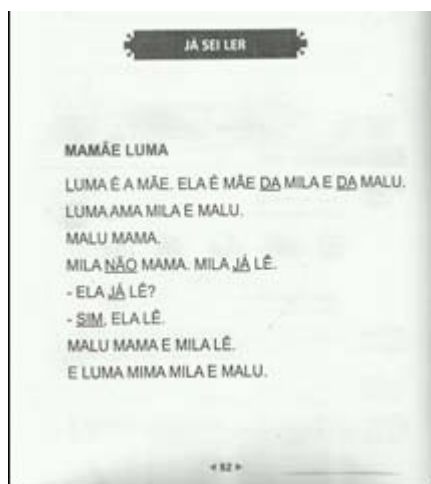 JÁ SEI LER
MAMÃE LUMA
LUMA É A MÃE. ELA É MÃE DA MILA E DA MALU.
LUMA AMA MILA E MALU.
MALU MAMA.
MILA NÃO MAMA. MILA JÁ LÊ.
- ELA JÁ LÊ?
- SIM, ELA LÊ.
MALU MAMA E MILA LÊ.
E LUMA MIMA MILA E MALU.
62